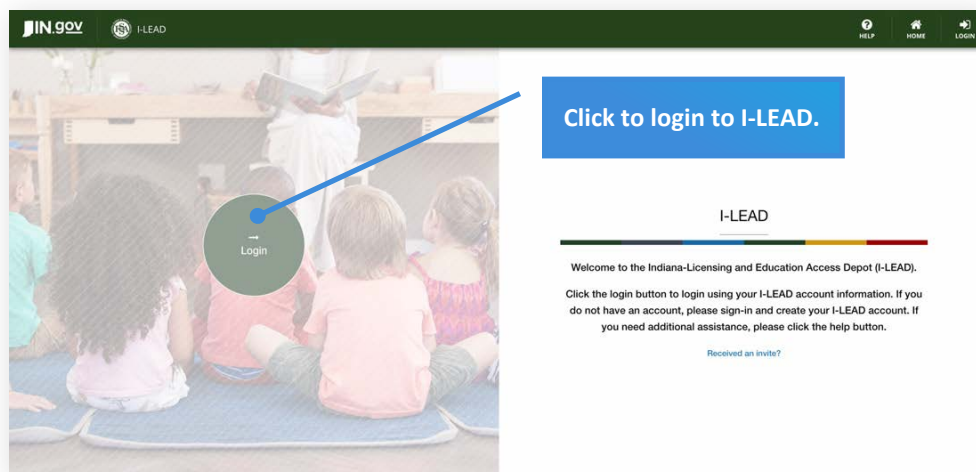 IN.gov
I-LEAD
HELP
HOME
LOGIN
Click to login to I-LEAD.
Login
I-LEAD
Welcome to the Indiana-Licensing and Education Access Depot (I-LEAD).
Click the login button to login using your I-LEAD account information. If you
do not have an account, please sign-in and create your I-LEAD account. If
you need additional assistance, please click the help button.
Received an invite?